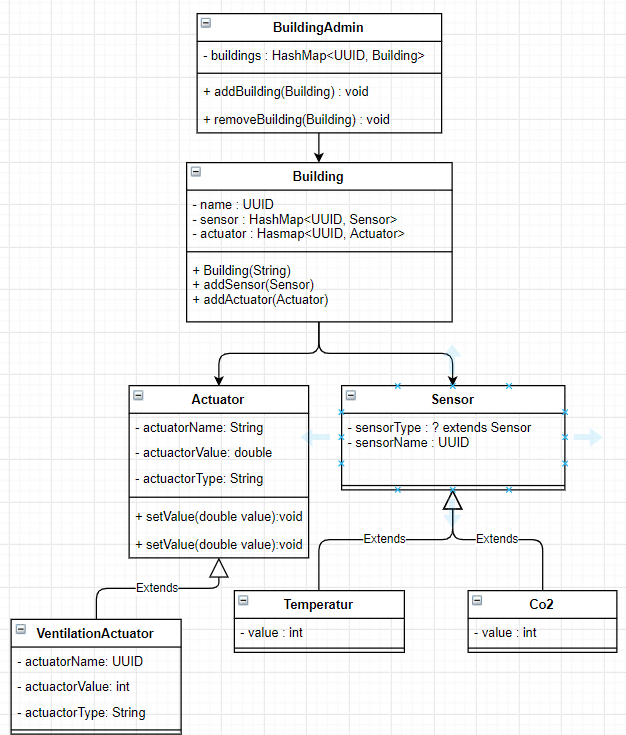 BuildingAdmin
- buildings : HashMap<UUID, Building>
+ addBuilding(Building) : void
+ removeBuilding(Building) : void
Building
- name : UUID
- sensor : HashMap<UUID, Sensor>
- actuator : Hasmap<UUID, Actuator>
+ Building(String)
+ addSensor(Sensor)
+ addActuator(Actuator)
Actuator
- actuatorName: String
- actuactorValue: double
- actuactorType: String
+ setValue(double value):void
+ setValue(double value):void
Sensor
- sensorType : ? extends Sensor
- sensorName : UUID
Extends
Extends
Extends
Temperatur
- value : int
Co2
- value : int
VentilationActuator
- actuatorName: UUID
- actuactorValue: int
- actuactorType: String